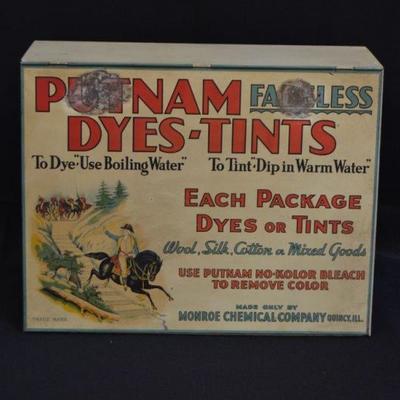 PUTNAM FADELESS
DYES-TINTS
To Dye "Use Boiling Water" To Tint "Dip in Warm Water"
EACH PACKAGE
DYES OR TINTS
Wool, Silk, Cotton or Mixed Goods
USE PUTNAM NO-KOLOR BLEACH
TO REMOVE COLOR
MADE ONLY BY
MONROE CHEMICAL COMPANY QUINCY, ILL.
TRADE MARK